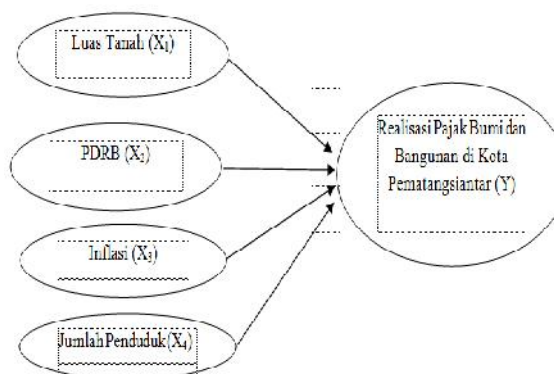 Luas Tanah (X₁)
PDRB (X₂)
Inflasi (X₃)
Jumlah Penduduk (X₄)
Realisasi Pajak Bumi dan
Bangunan di Kota
Pematangsiantar (Y)